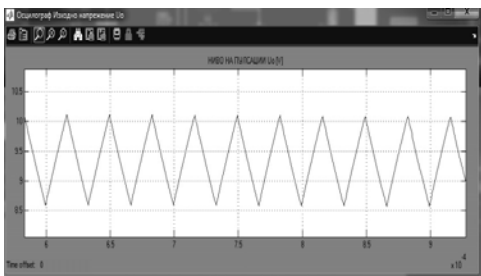 Осцилограф Изходно напрежение Uo
НИВО НА ПУЛСАЦИИ Uo [V]
10.5
10
9.5
9
8.5
6 6.5 7 7.5 8 8.5 9
x 10
4
Time offset: 0